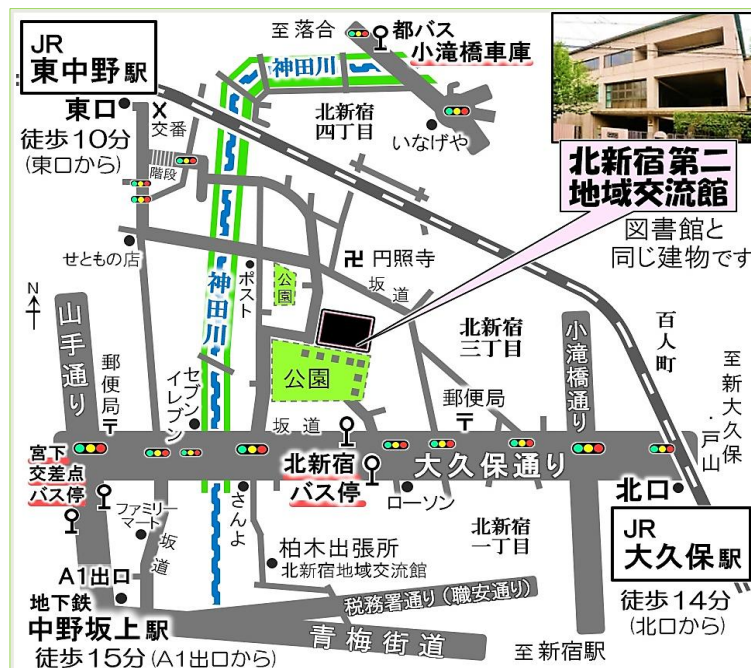 JR
東中野駅
東口
徒歩10分
(東口から)
交番
階段
至 落合
都バス
小滝橋車庫
神田川
北新宿
四丁目
いなげや
北新宿第二
地域交流館
図書館と
同じ建物です
せともの店
ポスト
公園
卍 円照寺
坂道
神田川
N
山手通り
郵便局
〒
セブン
イレブン
公園
坂道
北新宿
三丁目
郵便局
〒
小滝橋通り
百人町
至 新大久保
・戸山
宮下
交差点
バス停
北新宿
バス停
大久保通り
北口
ファミリー
マート
坂道
さんよ
ローソン
北新宿
一丁目
JR
大久保駅
徒歩14分
(北口から)
柏木出張所
北新宿地域交流館
A1出口
地下鉄
中野坂上駅
徒歩15分(A1出口から)
税務署通り(職安通り)
青梅街道
至 新宿駅